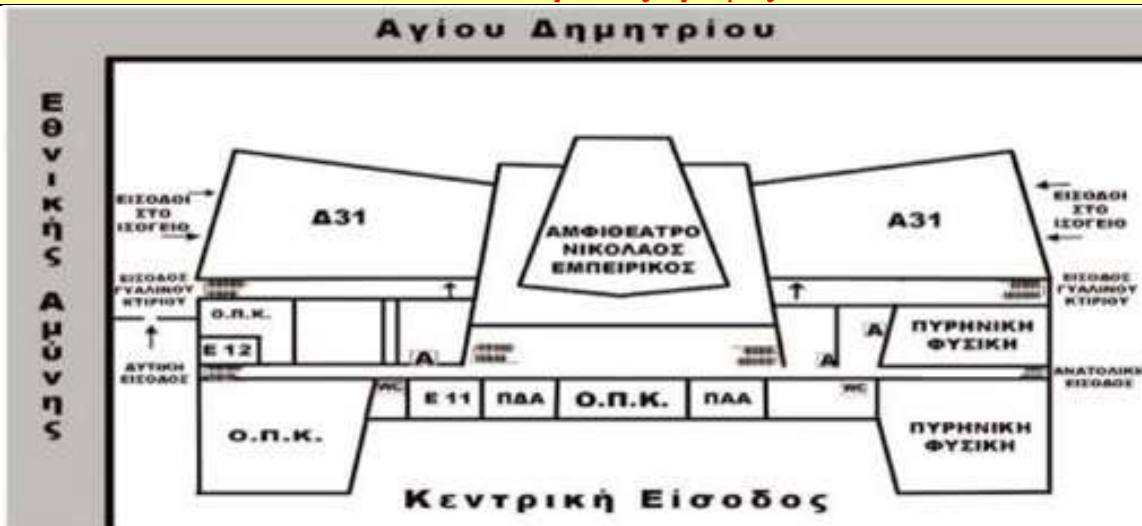 Αγίου Δημητρίου
Εθνικής Αμύνης
ΕΙΣΟΔΟΙ
ΣΤΟ
ΙΣΟΓΕΙΟ
Δ31
ΑΜΦΙΘΕΑΤΡΟ
ΝΙΚΟΛΑΟΣ
ΕΜΠΕΙΡΙΚΟΣ
Α31
ΕΙΣΟΔΟΙ
ΣΤΟ
ΙΣΟΓΕΙΟ
ΕΙΣΟΔΟΣ
ΓΥΑΛΙΝΟΥ
ΚΤΙΡΙΟΥ
ΕΙΣΟΔΟΣ
ΓΥΑΛΙΝΟΥ
ΚΤΙΡΙΟΥ
Ο.Π.Κ.
Ε 12
Α
Α
Α
ΠΥΡΗΝΙΚΗ
ΦΥΣΙΚΗ
ΔΥΤΙΚΗ
ΕΙΣΟΔΟΣ
ΑΝΑΤΟΛΙΚΗ
ΕΙΣΟΔΟΣ
WC
Ε 11
ΠΔΑ
Ο.Π.Κ.
ΠΑΑ
WC
Ο.Π.Κ.
ΠΥΡΗΝΙΚΗ
ΦΥΣΙΚΗ
Κεντρική Είσοδος